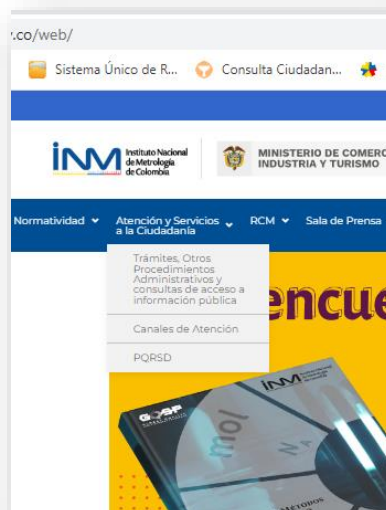 .co/web/
Sistema Único de R... Consulta Ciudadan...
INM Instituto Nacional
de Metrología
de Colombia
MINISTERIO DE COMERC
INDUSTRIA Y TURISMO
Normatividad Atención y Servicios RCM Sala de Prensa
a la Ciudadanía
Trámites, Otros
Procedimientos
Administrativos y
consultas de acceso a
información pública
Canales de Atención
PQRSD
encue
INM
GOSP
mol
N
A